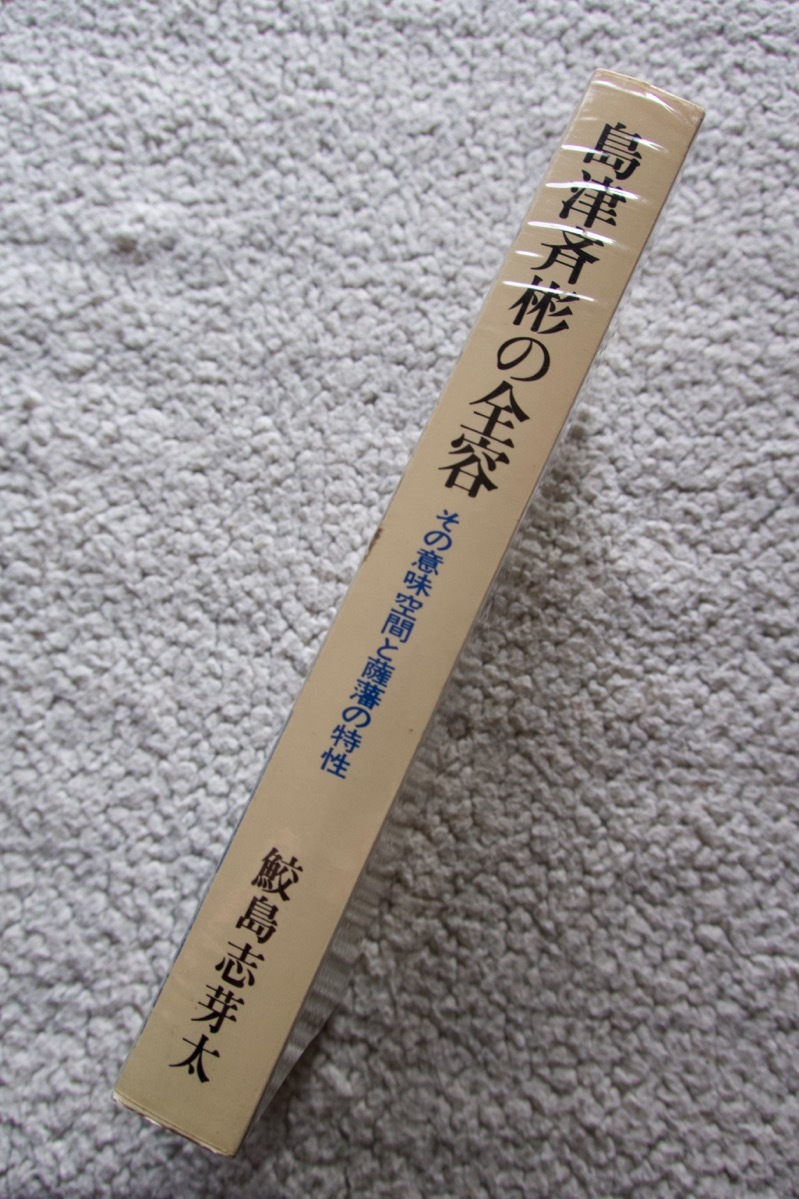 島津斉彬の全容
その意味空間と薩藩の特性
鮫島志芽太